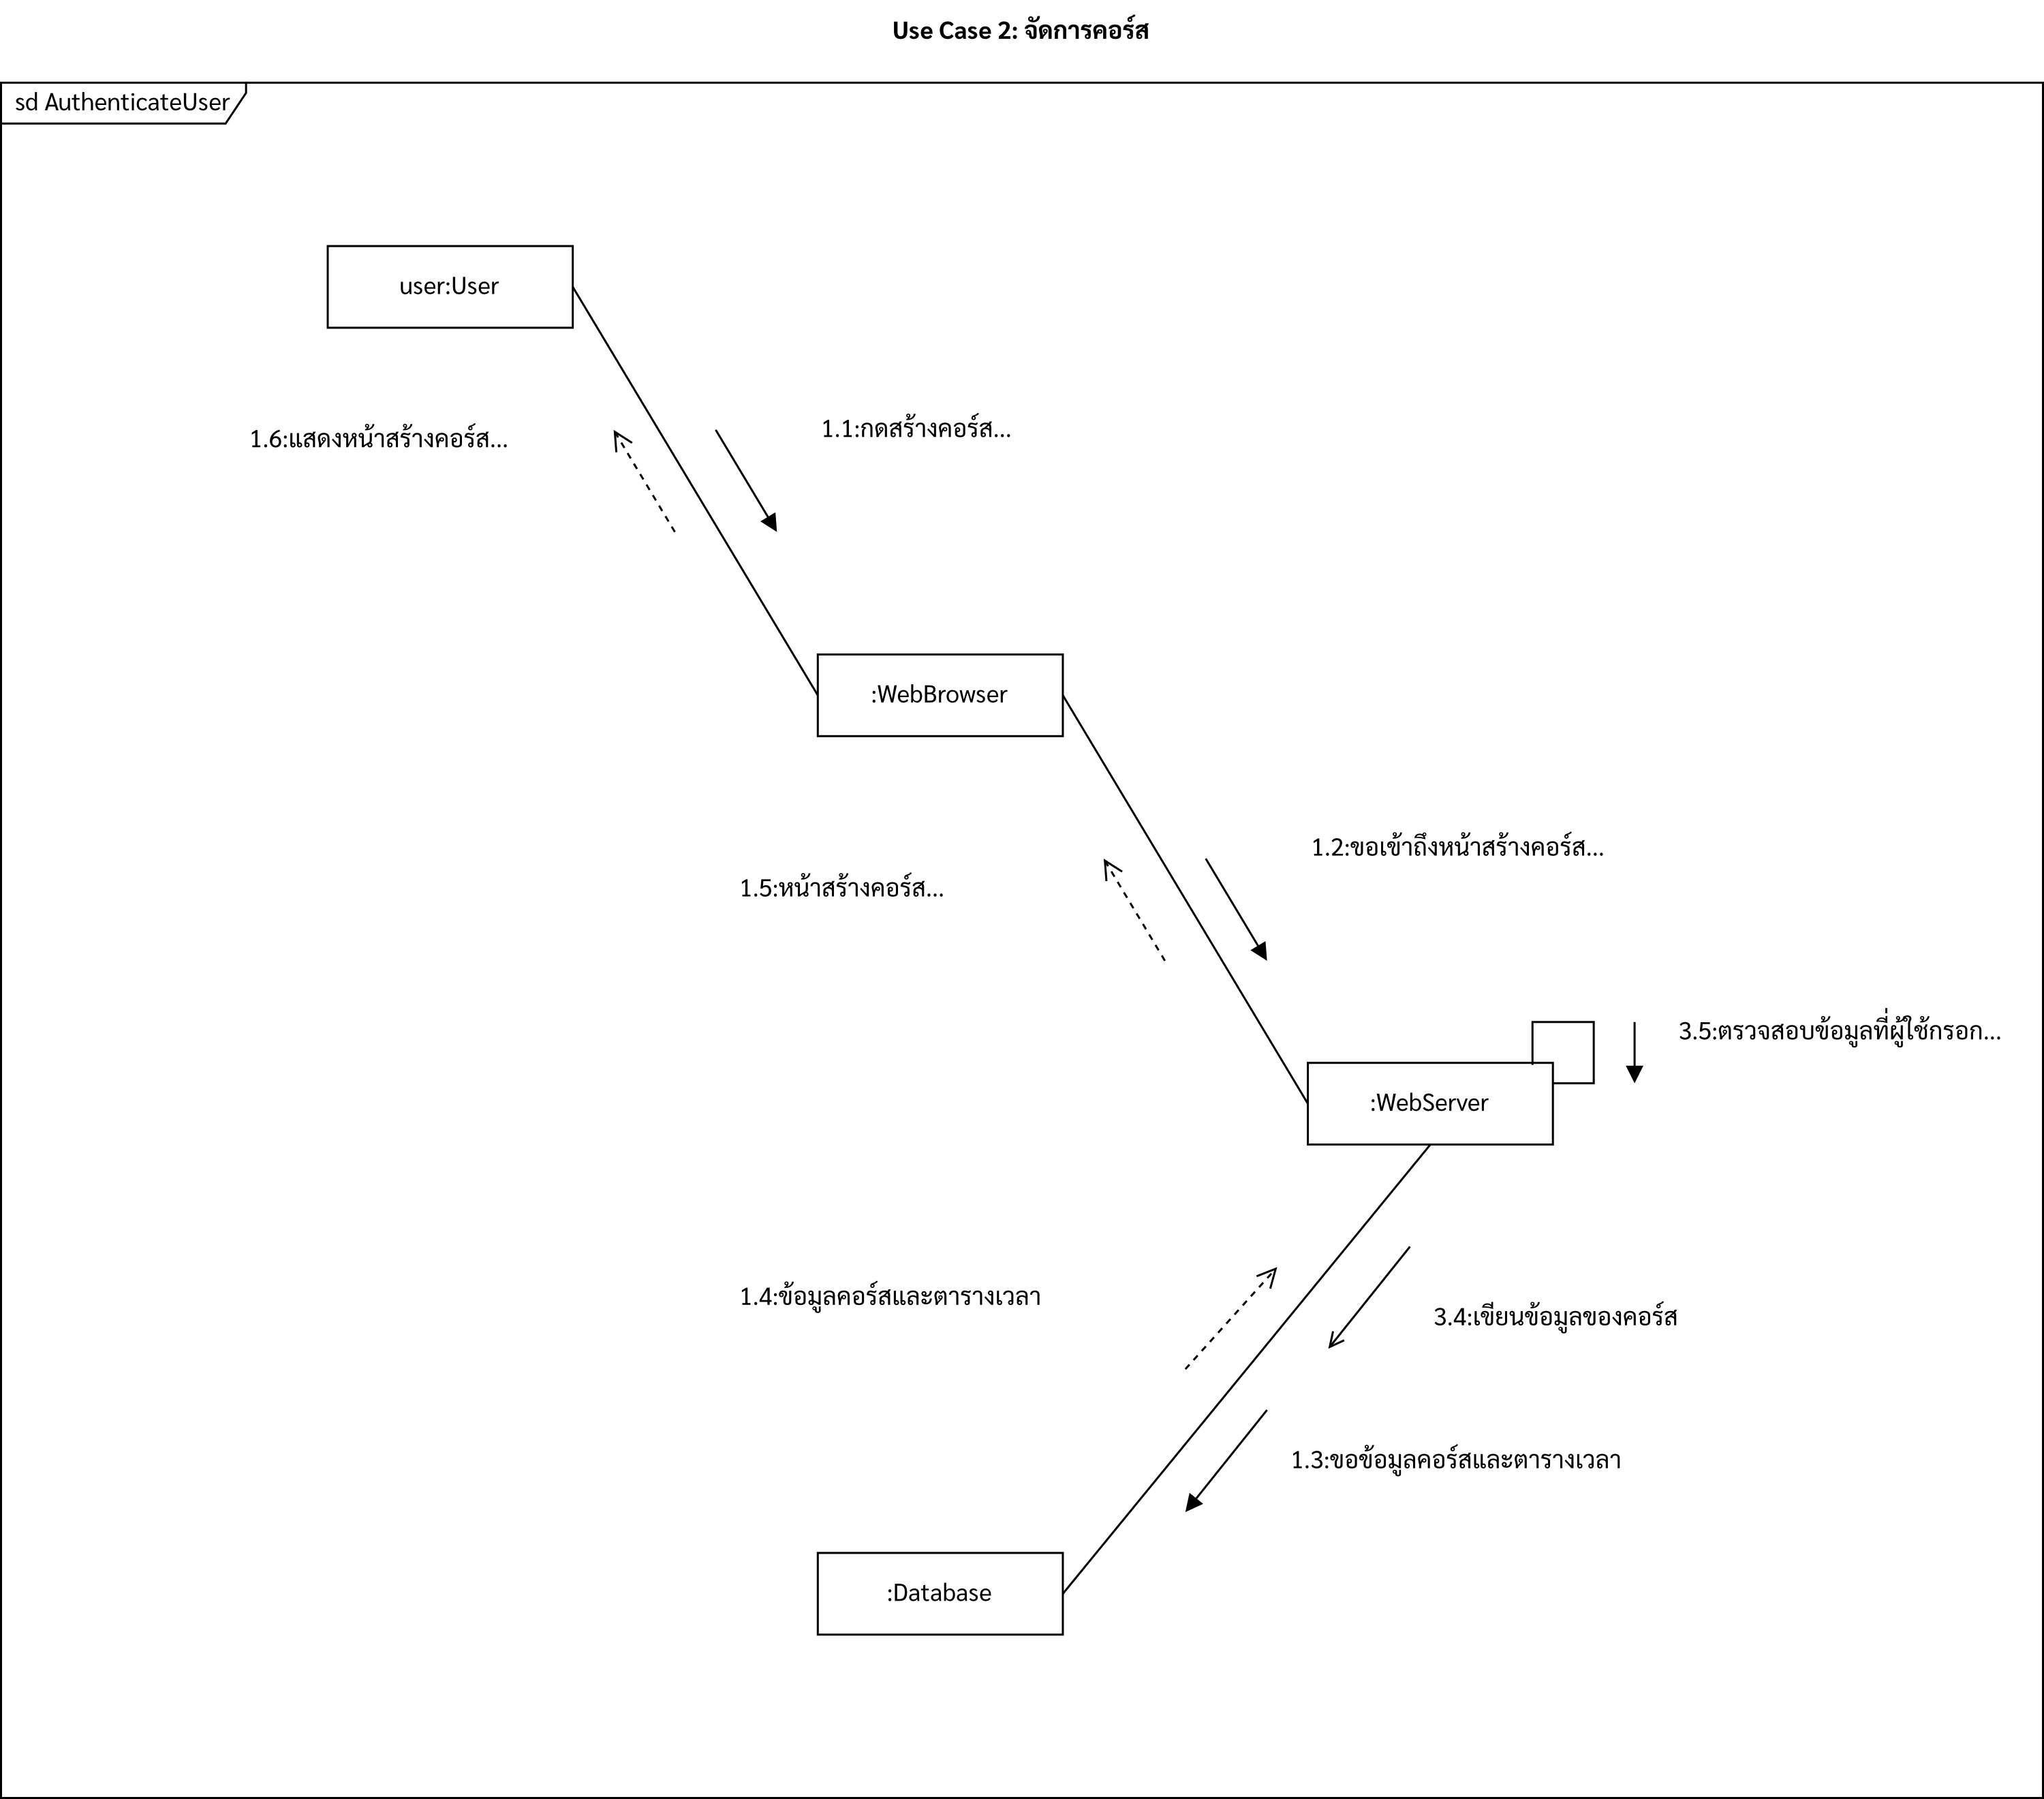 Use Case 2: จัดการคอร์ส
sd AuthenticateUser
user:User
1.1:กดสร้างคอร์ส...
1.6:แสดงหน้าสร้างคอร์ส...
:WebBrowser
1.2:ขอเข้าถึงหน้าสร้างคอร์ส...
1.5:หน้าสร้างคอร์ส...
3.5:ตรวจสอบข้อมูลที่ผู้ใช้กรอก...
:WebServer
1.4:ข้อมูลคอร์สและตารางเวลา
3.4:เขียนข้อมูลของคอร์ส
1.3:ขอข้อมูลคอร์สและตารางเวลา
:Database